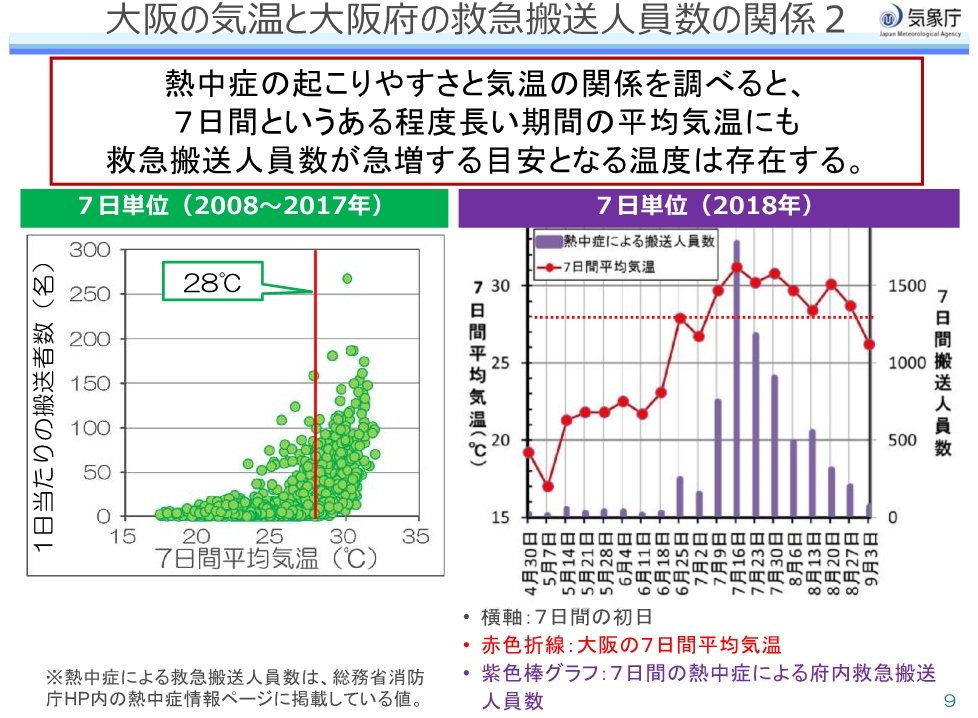 大阪の気温と大阪府の救急搬送人員数の関係２
気象庁
Japan Meteorological Agency
熱中症の起こりやすさと気温の関係を調べると、
７日間というある程度長い期間の平均気温にも
救急搬送人員数が急増する目安となる温度は存在する。
７日単位（2008～2017年）
1日当たりの搬送者数（名）
300
250
200
150
100
50
0
28℃
15 20 25 30 35
7日間平均気温（℃）
７日単位（2018年）
熱中症による搬送人員数
7日間平均気温
7日間平均気温（℃）
30
25
20
15
1500
1000
500
0
7日間搬送人員数
4月30日
5月7日
5月14日
5月21日
5月28日
6月4日
6月11日
6月18日
6月25日
7月2日
7月9日
7月16日
7月23日
7月30日
8月6日
8月13日
8月20日
8月27日
9月3日
• 横軸：７日間の初日
• 赤色折線：大阪の７日間平均気温
• 紫色棒グラフ：７日間の熱中症による府内救急搬送
人員数
※熱中症による救急搬送人員数は、総務省消防
庁HP内の熱中症情報ページに掲載している値。
9